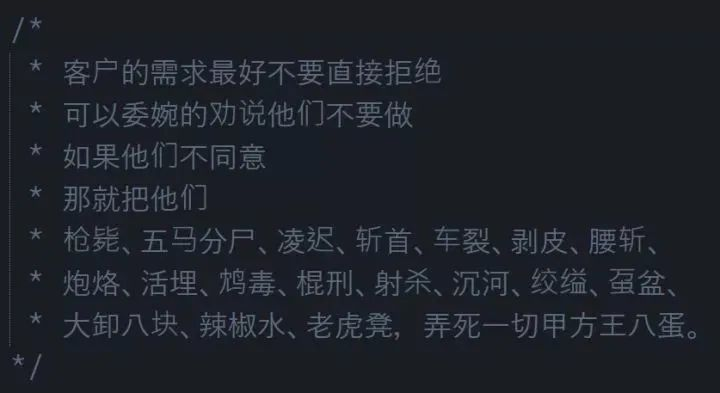 /*
* 客户的需求最好不要直接拒绝
* 可以委婉的劝说他们不要做
* 如果他们不同意
* 那就把他们
* 枪毙、五马分尸、凌迟、斩首、车裂、剥皮、腰斩、
* 炮烙、活埋、鸩毒、棍刑、射杀、沉河、绞缢、虿盆、
* 大卸八块、辣椒水、老虎凳，弄死一切甲方王八蛋。
*/